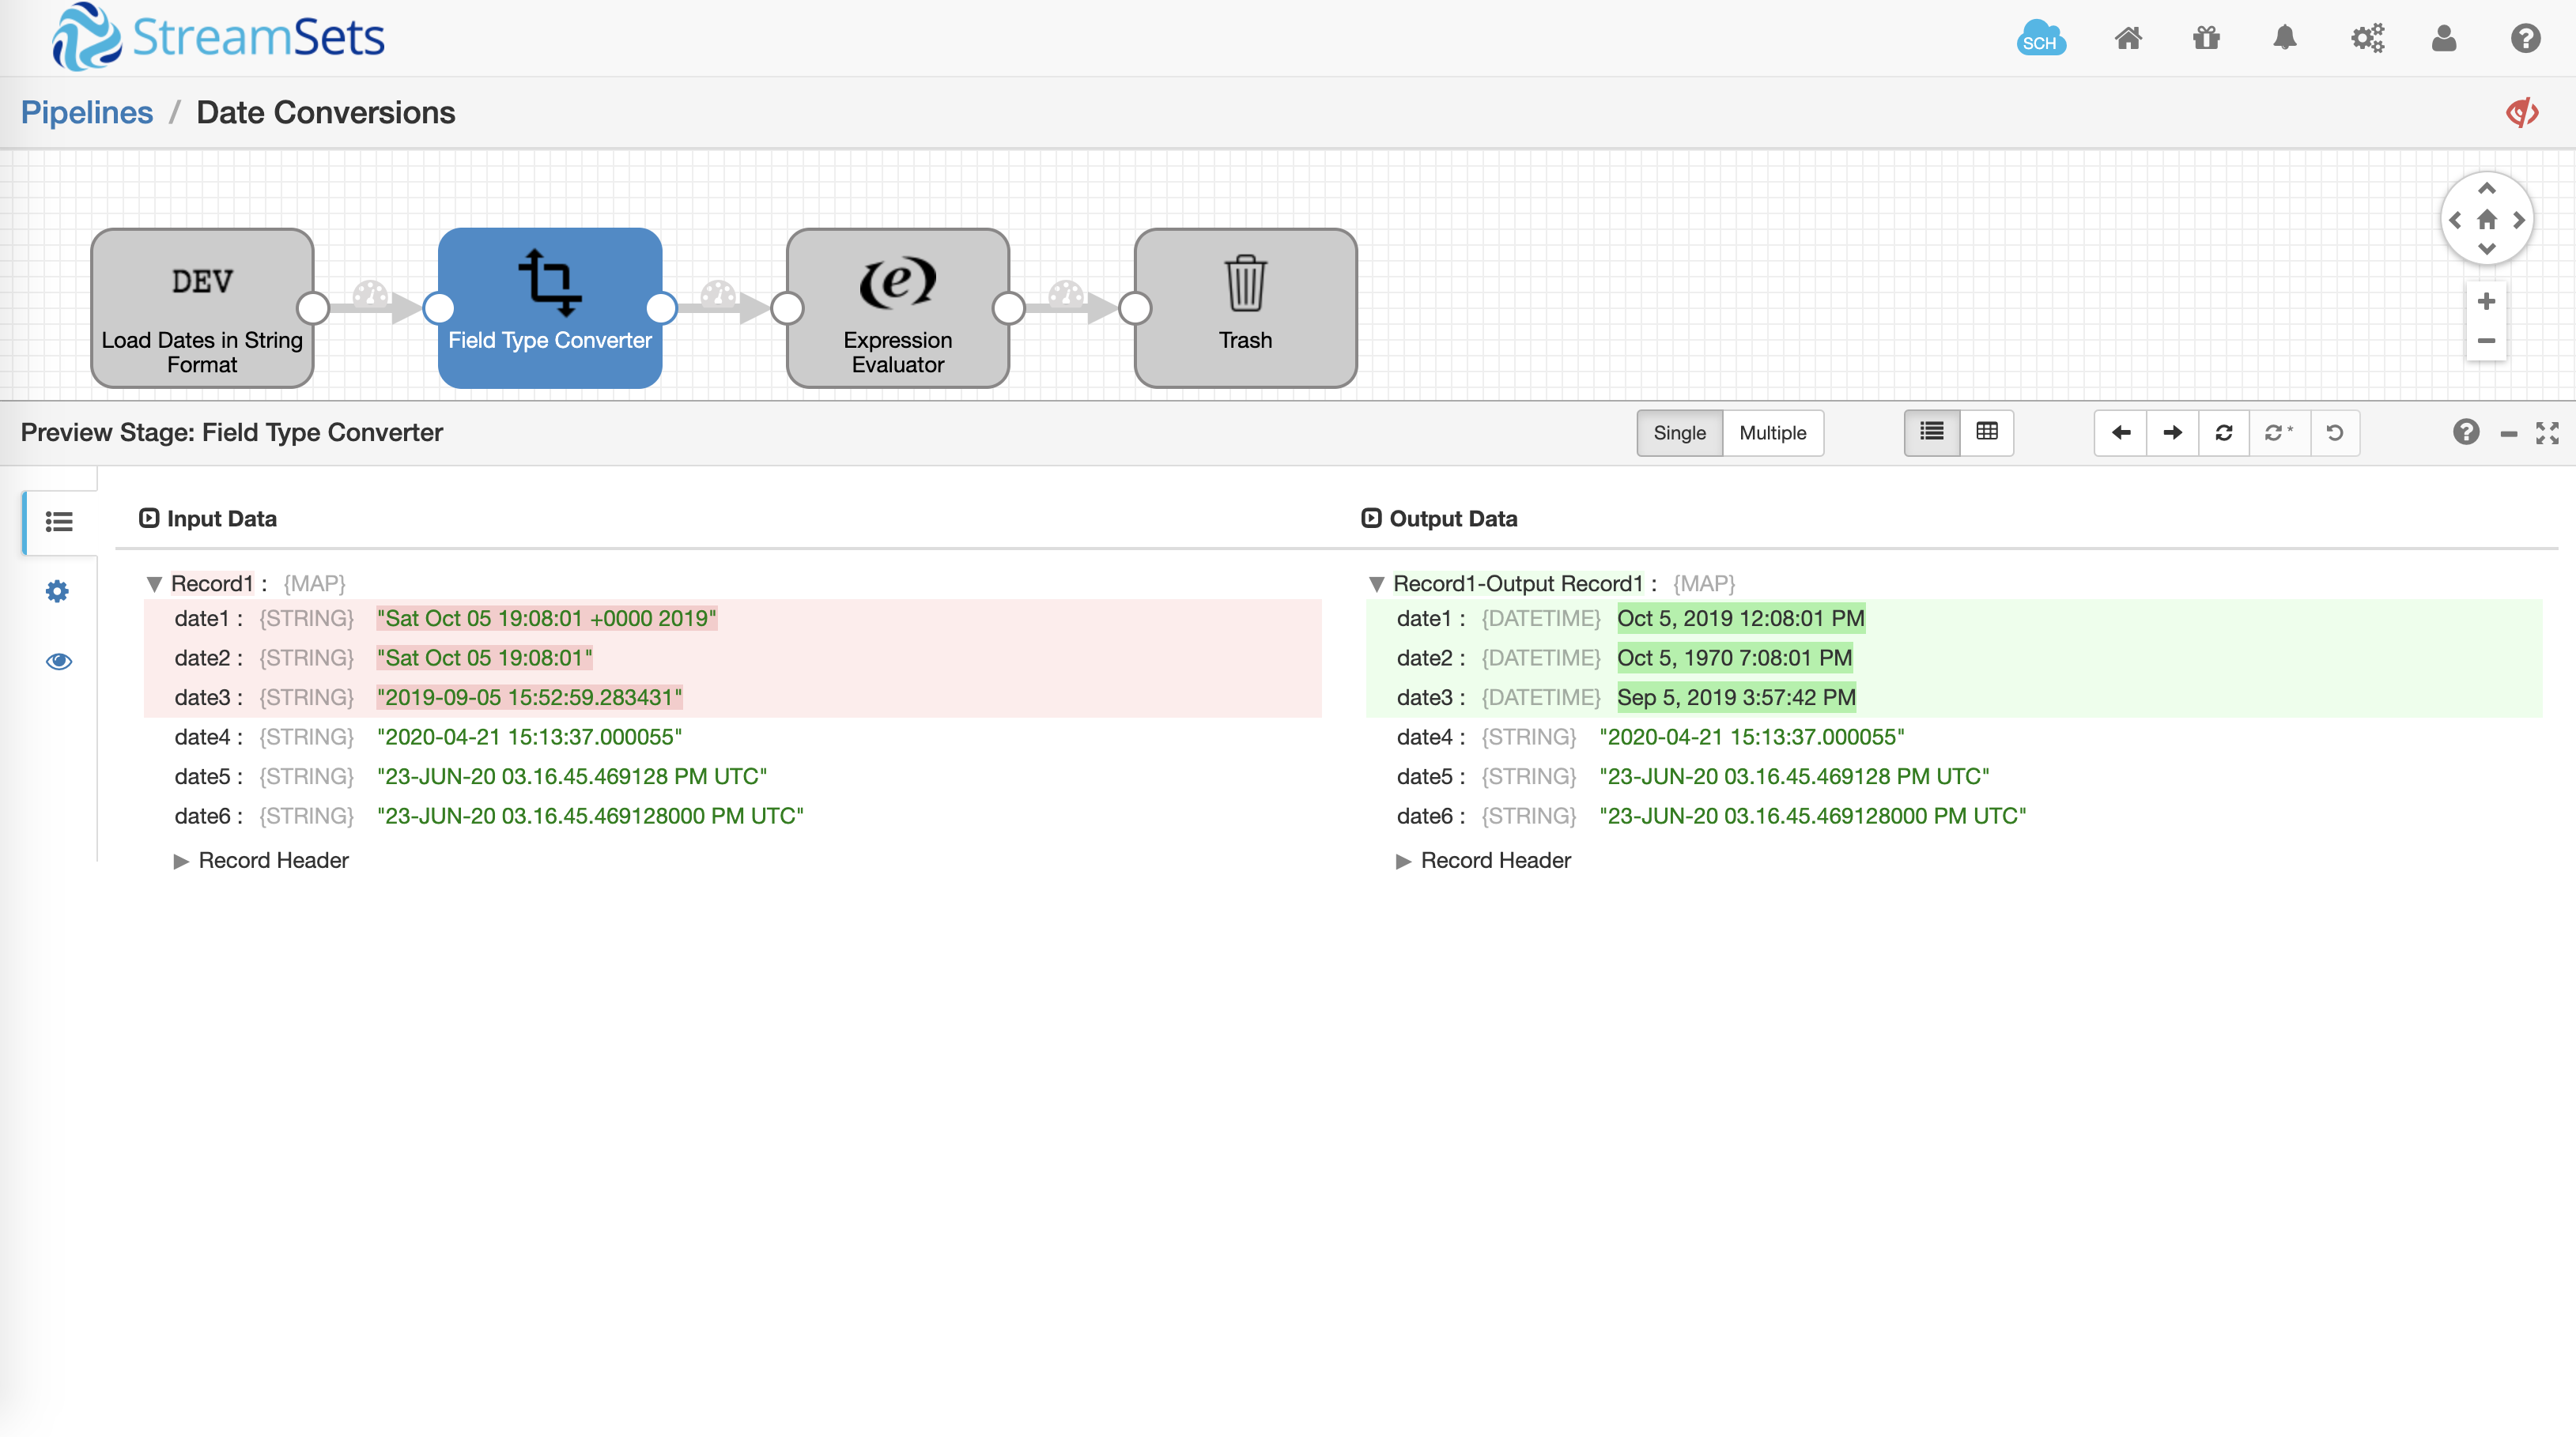 StreamSets
SCH
Pipelines / Date Conversions
DEV
Load Dates in String
Format
Field Type Converter
Expression
Evaluator
Trash
Preview Stage: Field Type Converter
Single
Multiple
Input Data
Record1 : {MAP}
date1 : {STRING} "Sat Oct 05 19:08:01 +0000 2019"
date2 : {STRING} "Sat Oct 05 19:08:01"
date3 : {STRING} "2019-09-05 15:52:59.283431"
date4 : {STRING} "2020-04-21 15:13:37.000055"
date5 : {STRING} "23-JUN-20 03.16.45.469128 PM UTC"
date6 : {STRING} "23-JUN-20 03.16.45.469128000 PM UTC"
Record Header
Output Data
Record1-Output Record1 : {MAP}
date1 : {DATETIME} Oct 5, 2019 12:08:01 PM
date2 : {DATETIME} Oct 5, 1970 7:08:01 PM
date3 : {DATETIME} Sep 5, 2019 3:57:42 PM
date4 : {STRING} "2020-04-21 15:13:37.000055"
date5 : {STRING} "23-JUN-20 03.16.45.469128 PM UTC"
date6 : {STRING} "23-JUN-20 03.16.45.469128000 PM UTC"
Record Header